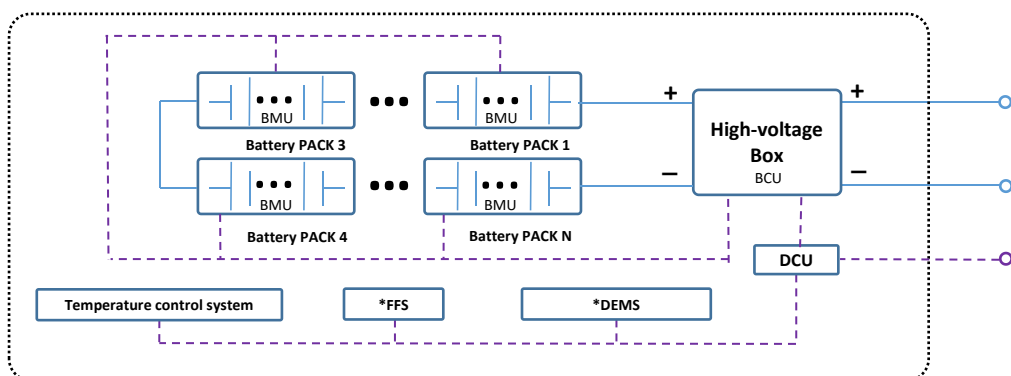 BMU
BMU
Battery PACK 3
Battery PACK 1
+
+
High-voltage
Box
BCU
BMU
BMU
–
–
Battery PACK 4
Battery PACK N
DCU
Temperature control system
*FFS
*DEMS